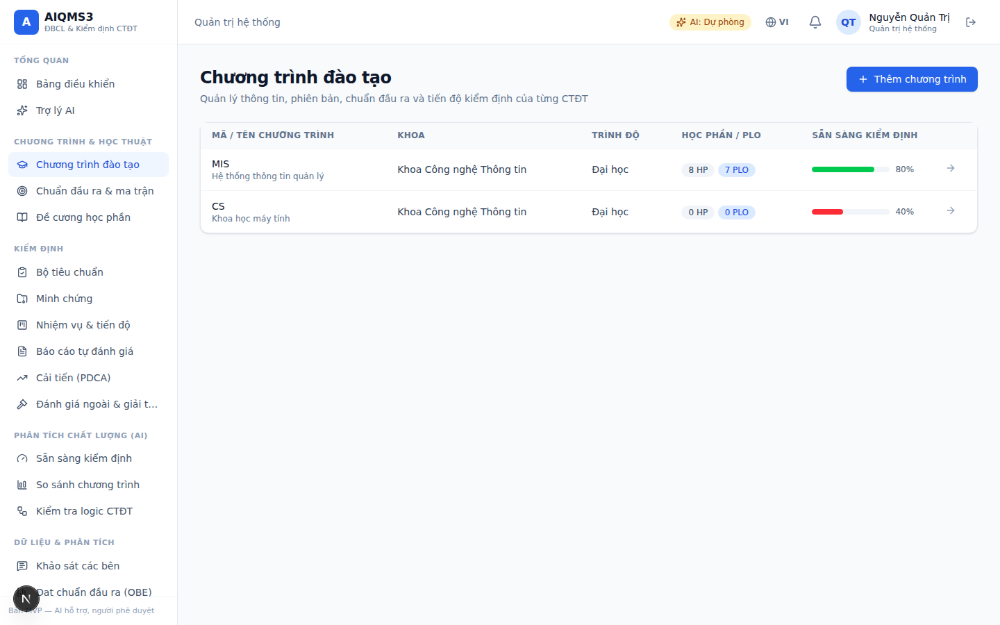 A
AIQMS3
ĐBCL & Kiểm định CTĐT
TỔNG QUAN
Bảng điều khiển
Trợ lý AI
CHƯƠNG TRÌNH & HỌC THUẬT
Chương trình đào tạo
Chuẩn đầu ra & ma trận
Đề cương học phần
KIỂM ĐỊNH
Bộ tiêu chuẩn
Minh chứng
Nhiệm vụ & tiến độ
Báo cáo tự đánh giá
Cải tiến (PDCA)
Đánh giá ngoài & giải t…
PHÂN TÍCH CHẤT LƯỢNG (AI)
Sẵn sàng kiểm định
So sánh chương trình
Kiểm tra logic CTĐT
DỮ LIỆU & PHÂN TÍCH
Khảo sát các bên
Đạt chuẩn đầu ra (OBE)
N
MVP — AI hỗ trợ, người phê duyệt
Quản trị hệ thống
AI: Dự phòng
VI
QT
Nguyễn Quản Trị
Quản trị hệ thống
Chương trình đào tạo
Quản lý thông tin, phiên bản, chuẩn đầu ra và tiến độ kiểm định của từng CTĐT
Thêm chương trình
MÃ / TÊN CHƯƠNG TRÌNH KHOA TRÌNH ĐỘ HỌC PHẦN / PLO SẴN SÀNG KIỂM ĐỊNH
MIS
Hệ thống thông tin quản lý
Khoa Công nghệ Thông tin Đại học 8 HP 7 PLO 80%
CS
Khoa học máy tính
Khoa Công nghệ Thông tin Đại học 0 HP 0 PLO 40%